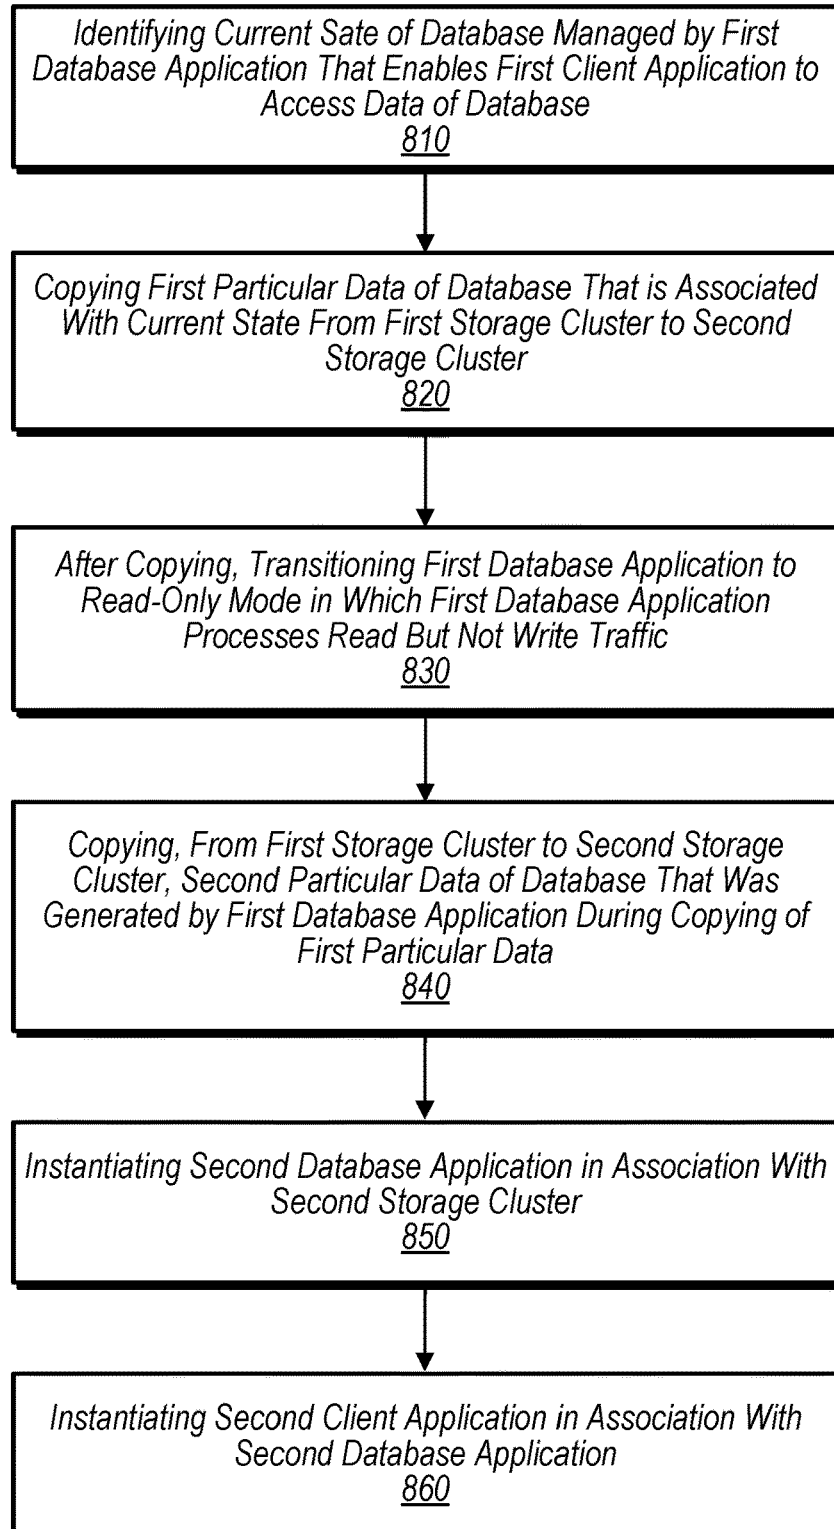 Identifying Current Sate of Database Managed by First
Database Application That Enables First Client Application to
Access Data of Database
810
Copying First Particular Data of Database That is Associated
With Current State From First Storage Cluster to Second
Storage Cluster
820
After Copying, Transitioning First Database Application to
Read-Only Mode in Which First Database Application
Processes Read But Not Write Traffic
830
Copying, From First Storage Cluster to Second Storage
Cluster, Second Particular Data of Database That Was
Generated by First Database Application During Copying of
First Particular Data
840
Instantiating Second Database Application in Association With
Second Storage Cluster
850
Instantiating Second Client Application in Association With
Second Database Application
860